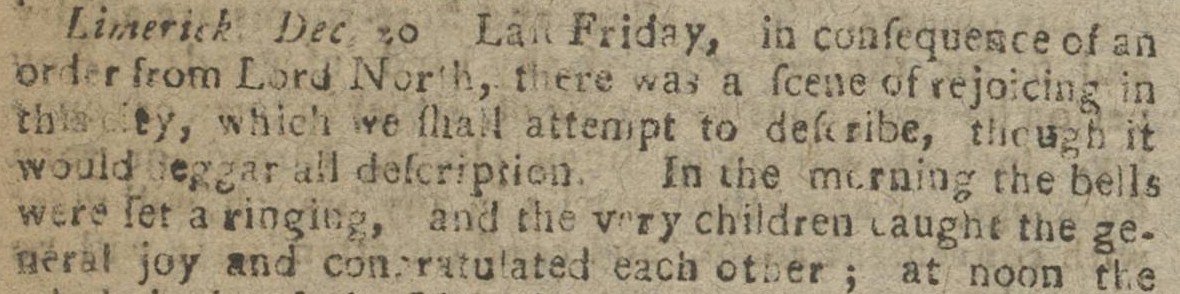 Limerick Dec. 20 Laſt Friday, in conſequence of an
order from Lord North, there was a ſcene of rejoicing in
this city, which we ſhall attempt to deſcribe, though it
would beggar all deſcription. In the morning the bells
were ſet a ringing, and the very children caught the ge-
neral joy and congratulated each other ; at noon the